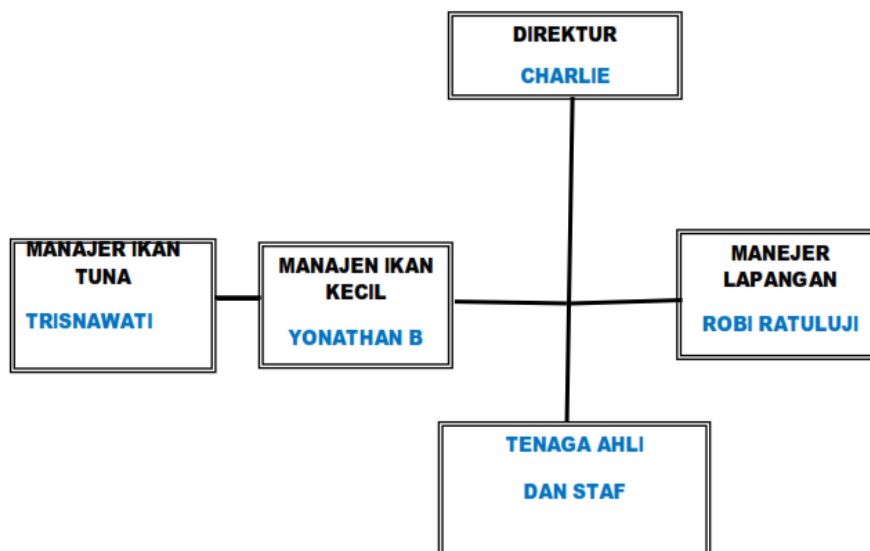 DIREKTUR
CHARLIE
MANAJER IKAN
TUNA
TRISNAWATI
MANAJEN IKAN
KECIL
YONATHAN B
MANEJER
LAPANGAN
ROBI RATULUJI
TENAGA AHLI
DAN STAF